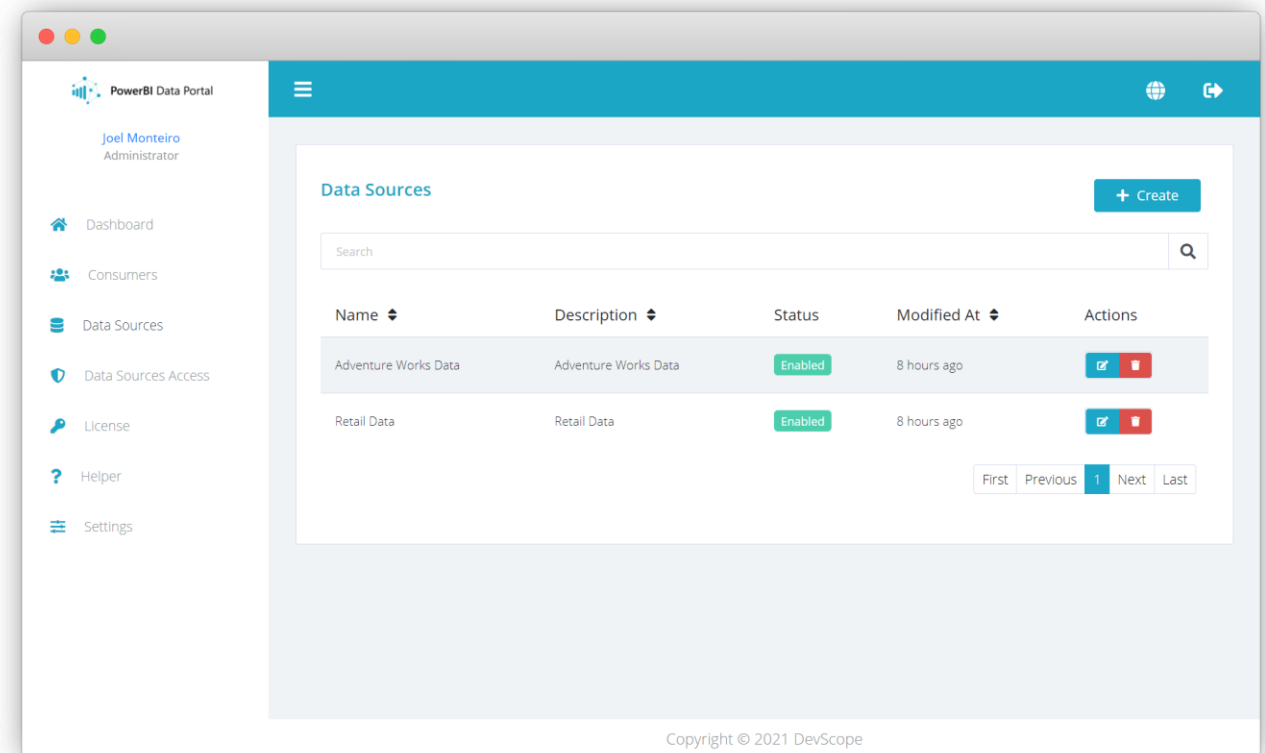 PowerBI Data Portal
Joel Monteiro
Administrator
Dashboard
Consumers
Data Sources
Data Sources Access
License
Helper
Settings
Data Sources
Create
Search
Name Description Status Modified At Actions
Adventure Works Data Adventure Works Data Enabled 8 hours ago
Retail Data Retail Data Enabled 8 hours ago
First Previous 1 Next Last
Copyright © 2021 DevScope